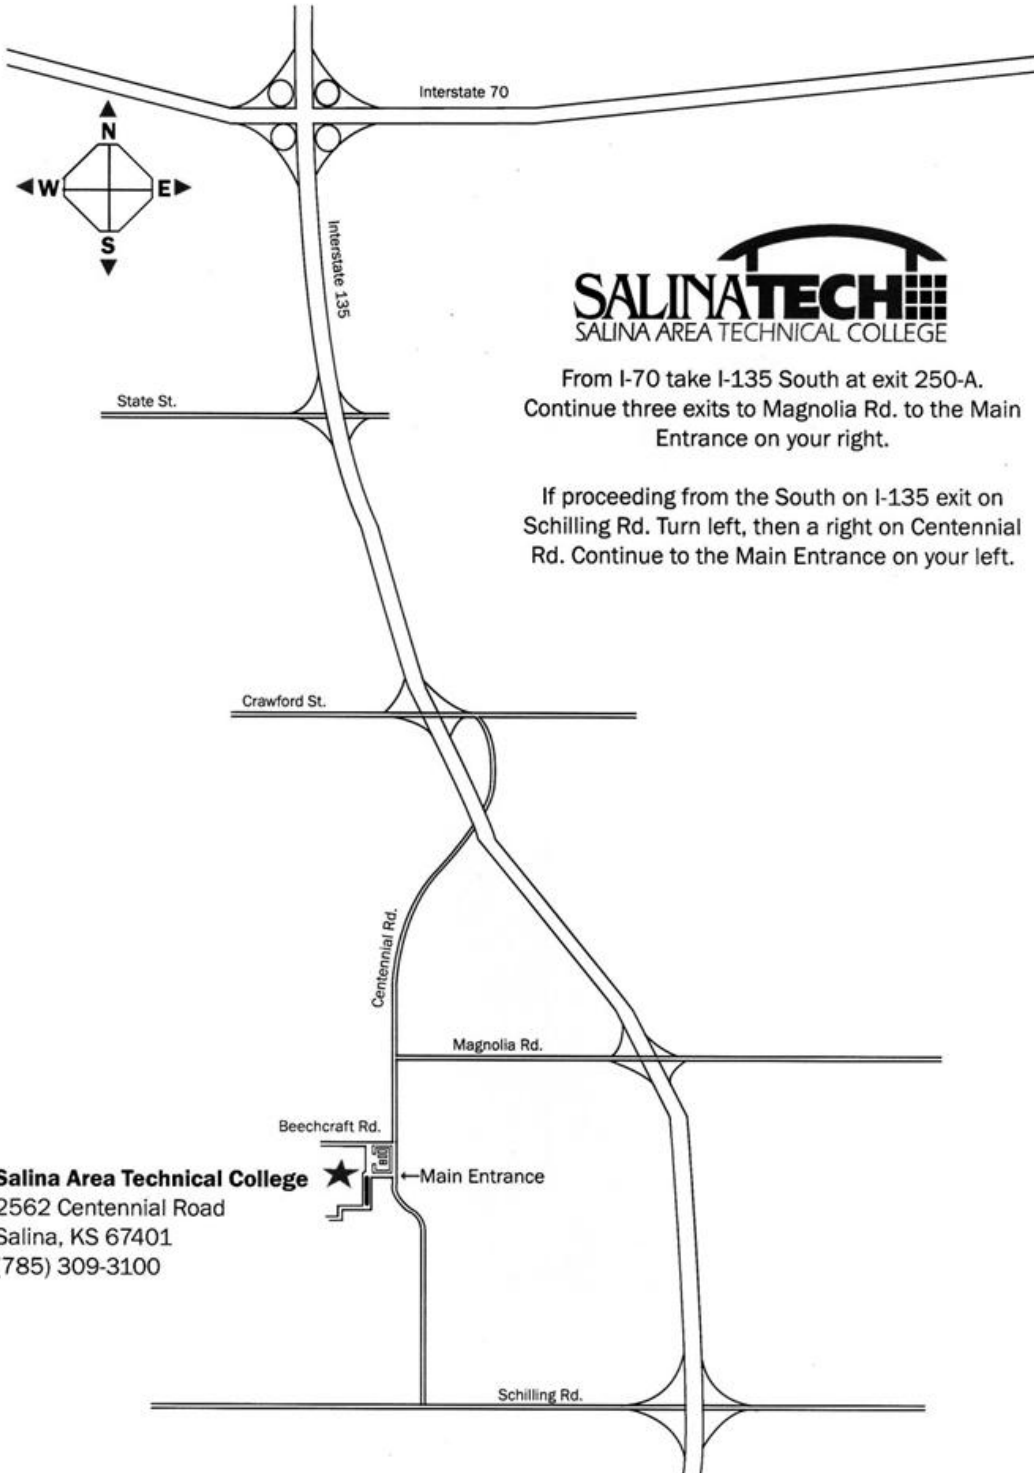 Interstate 70
N
W E
S
Interstate 135
SALINATECH
SALINA AREA TECHNICAL COLLEGE
From I-70 take I-135 South at exit 250-A.
Continue three exits to Magnolia Rd. to the Main
Entrance on your right.
State St.
If proceeding from the South on I-135 exit on
Schilling Rd. Turn left, then a right on Centennial
Rd. Continue to the Main Entrance on your left.
Crawford St.
Centennial Rd.
Magnolia Rd.
Beechcraft Rd.
Salina Area Technical College
←Main Entrance
2562 Centennial Road
Salina, KS 67401
(785) 309-3100
Schilling Rd.